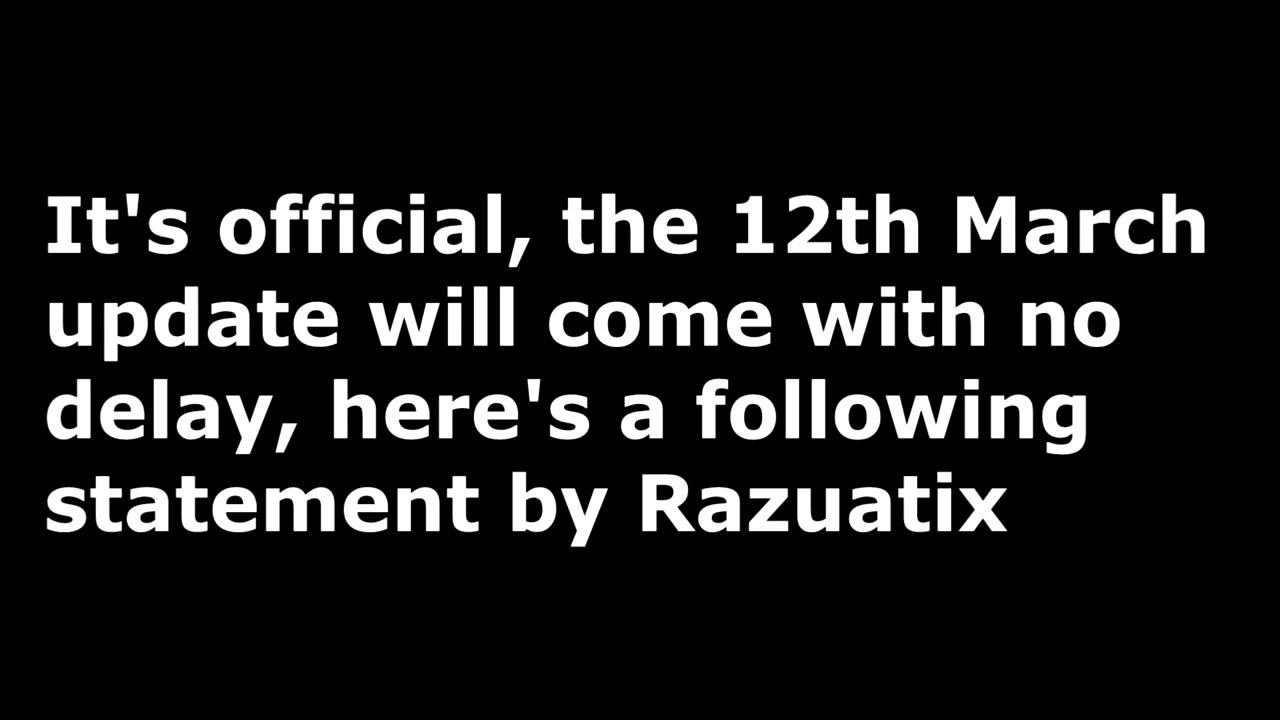 It's official, the 12th March
update will come with no
delay, here's a following
statement by Razuatix